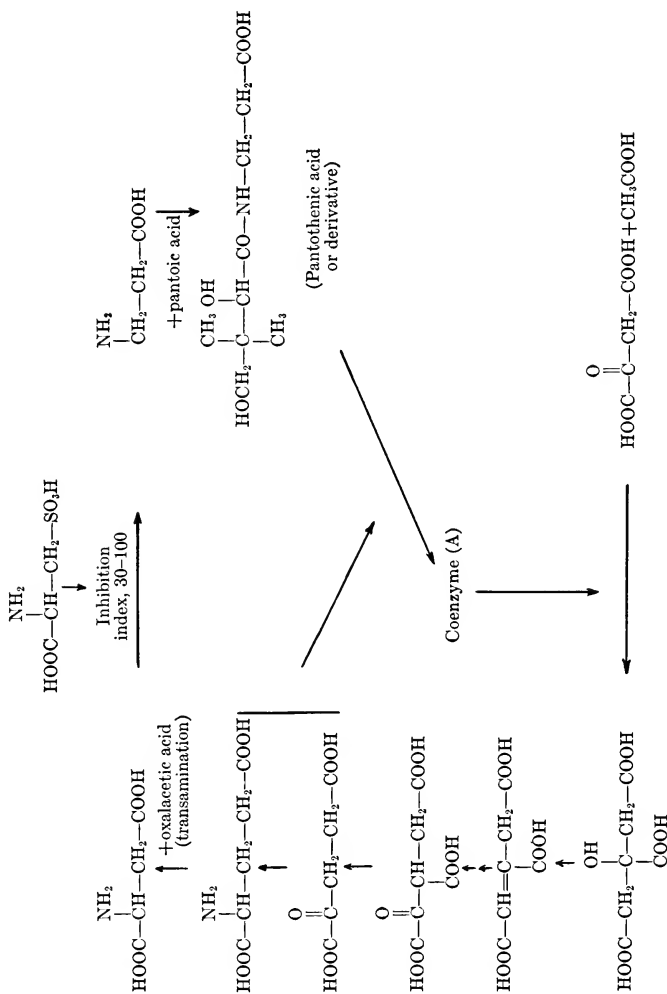 NH₂
HOOC—CH—CH₂—SO₃H
Inhibition
index, 30–100
NH₂
HOOC—CH—CH₂—COOH
NH₂
CH₂—CH₂—COOH
+oxalacetic acid
(transamination)
+pantoic acid
NH₂
HOOC—CH—CH₂—CH₂—COOH
CH₃ OH
HOCH₂—C—CH—CO—NH—CH₂—CH₂—COOH
CH₃
(Pantothenic acid
or derivative)
O
HOOC—C—CH₂—CH₂—COOH
O
HOOC—C—CH—CH₂—COOH
COOH
Coenzyme (A)
HOOC—CH=C—CH₂—COOH
COOH
OH
HOOC—CH₂—C—CH₂—COOH
COOH
O
HOOC—C—CH₂—COOH+CH₃COOH